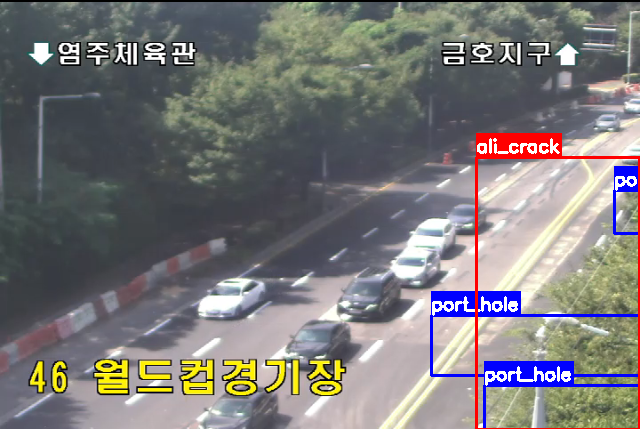 염주체육관
금호지구
ali_crack
po
port_hole
port_hole
46 월드컵경기장